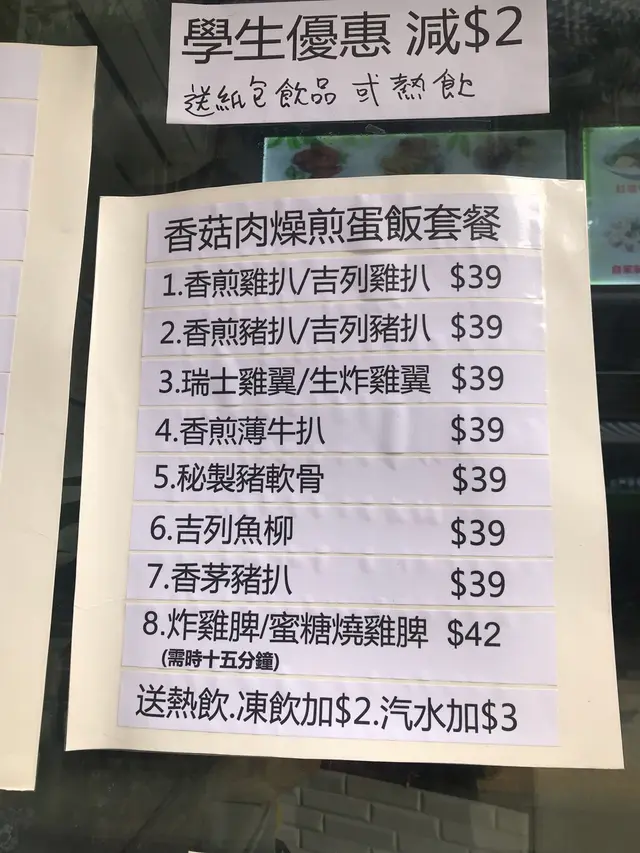 學生優惠 減$2
送紙包飲品 或 熱飲
香菇肉燥煎蛋飯套餐
1.香煎雞扒/吉列雞扒 $39
2.香煎豬扒/吉列豬扒 $39
3.瑞士雞翼/生炸雞翼 $39
4.香煎薄牛扒 $39
5.秘製豬軟骨 $39
6.吉列魚柳 $39
7.香茅豬扒 $39
8.炸雞脾/蜜糖燒雞脾 $42
(需時十五分鐘)
送熱飲.凍飲加$2.汽水加$3